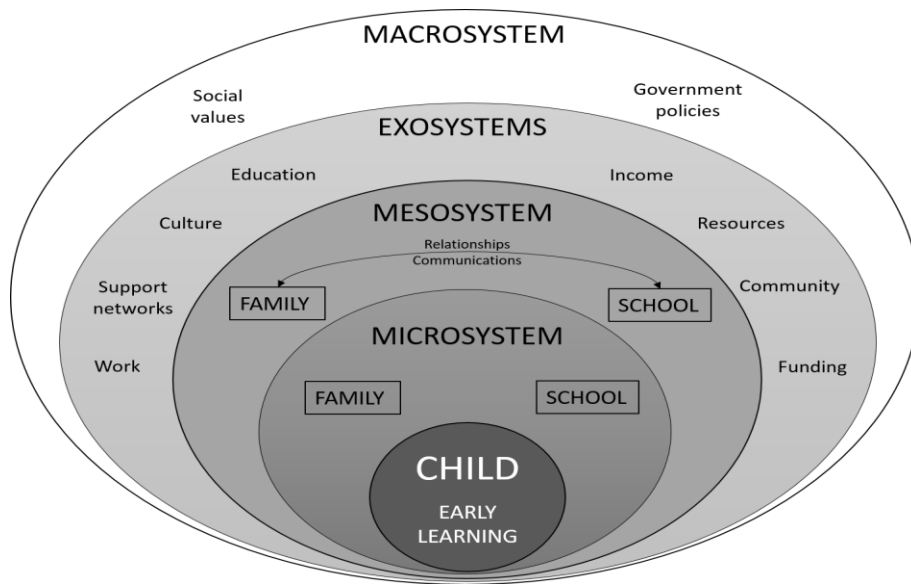 MACROSYSTEM
Social
values
Government
policies
EXOSYSTEMS
Education
Income
Culture
Resources
Support
networks
Community
Work
Funding
MESOSYSTEM
Relationships
Communications
FAMILY
SCHOOL
MICROSYSTEM
FAMILY
SCHOOL
CHILD
EARLY
LEARNING